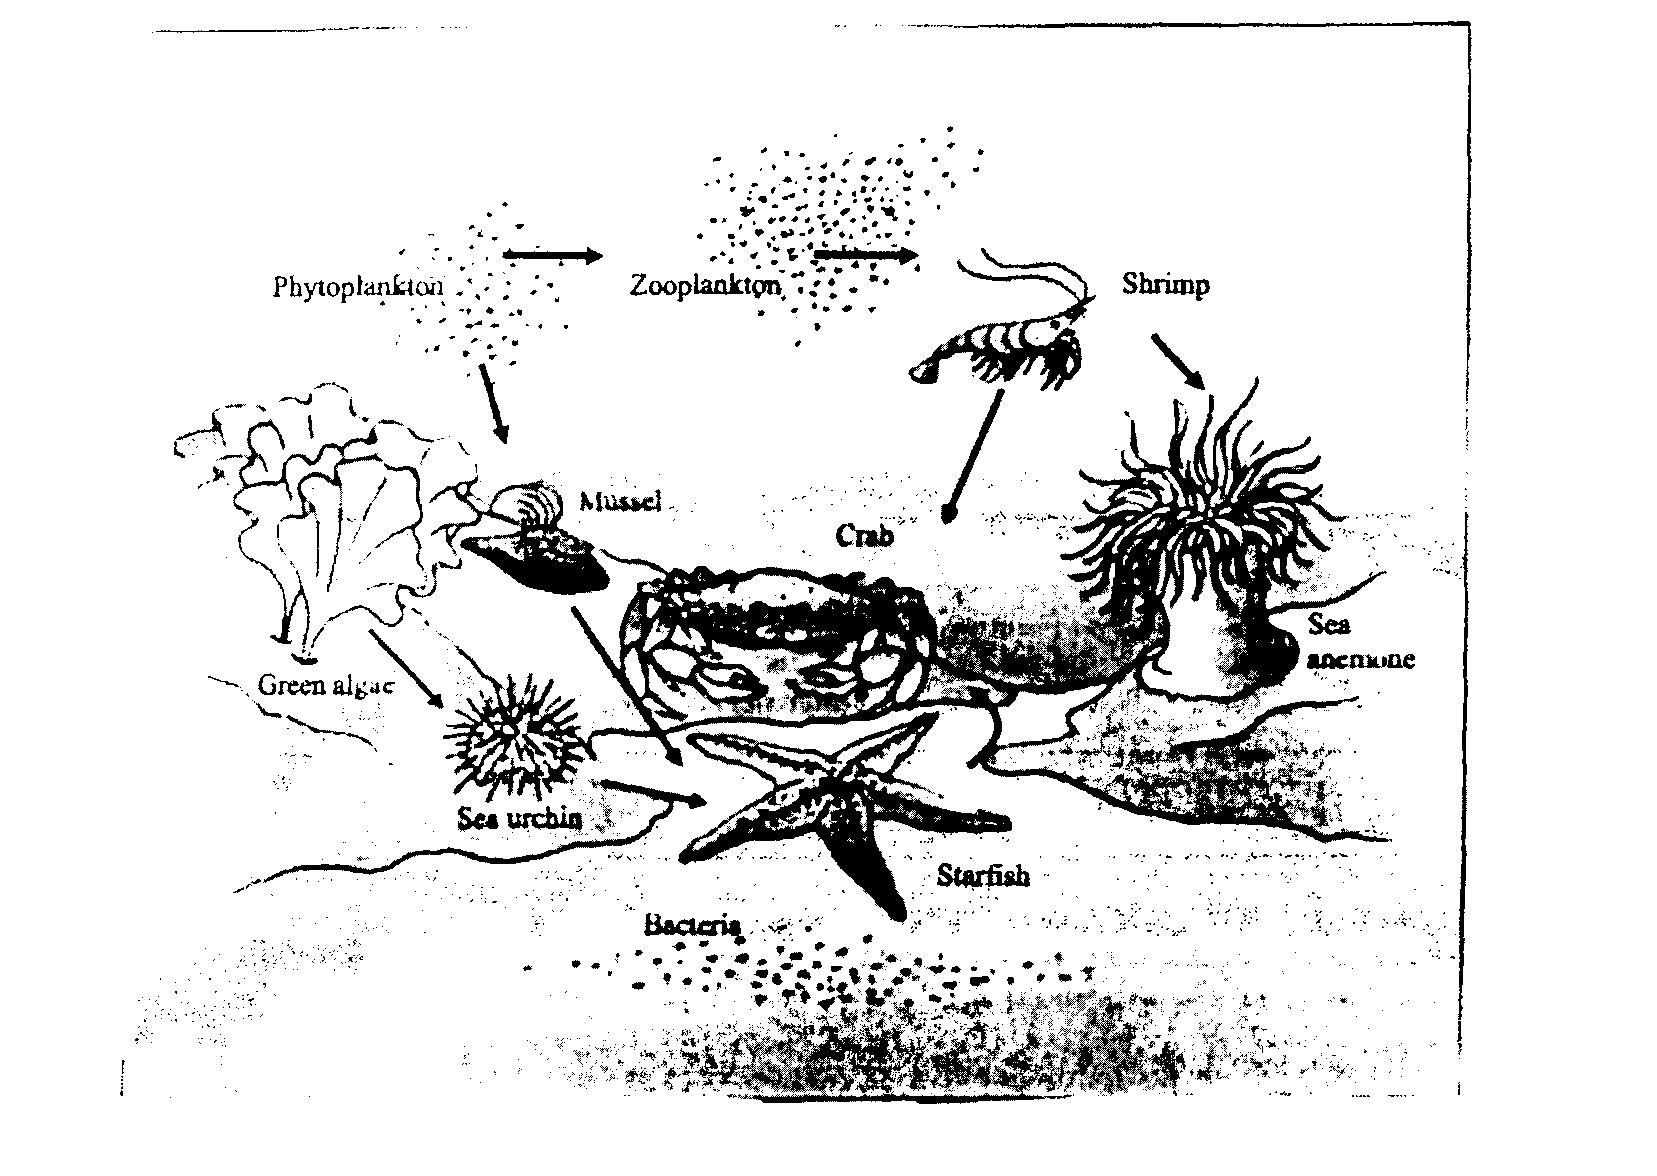 Phytoplankton
Zooplankton
Shrimp
Mussel
Crab
Sea
anemone
Green algae
Sea urchin
Starfish
Bacteria